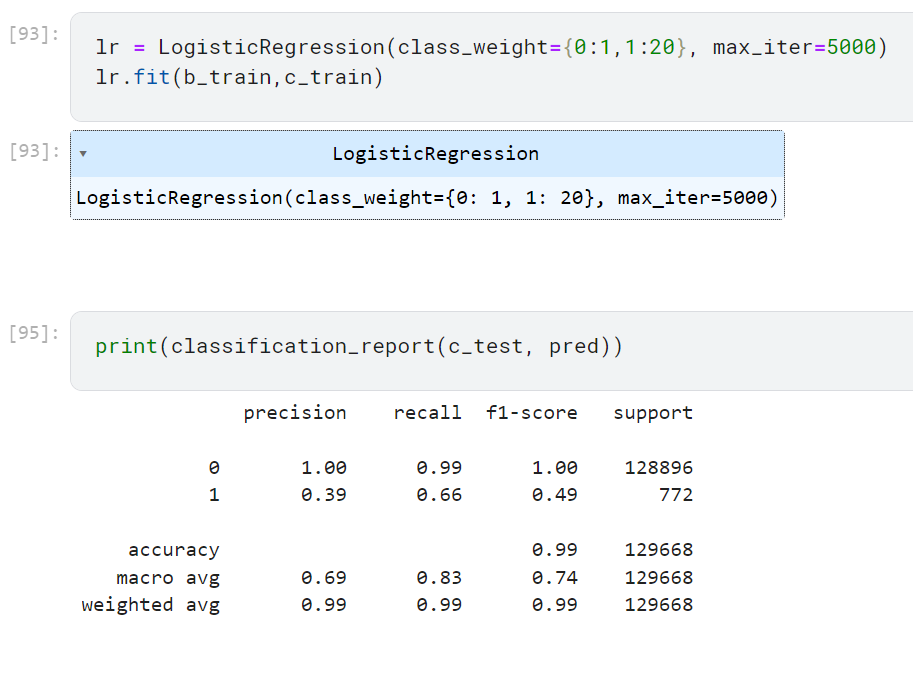 [93]:
lr = LogisticRegression(class_weight={0:1,1:20}, max_iter=5000)
lr.fit(b_train,c_train)
[93]:
▾ LogisticRegression
LogisticRegression(class_weight={0: 1, 1: 20}, max_iter=5000)
[95]:
print(classification_report(c_test, pred))
precision recall f1-score support
0 1.00 0.99 1.00 128896
1 0.39 0.66 0.49 772
accuracy 0.99 129668
macro avg 0.69 0.83 0.74 129668
weighted avg 0.99 0.99 0.99 129668